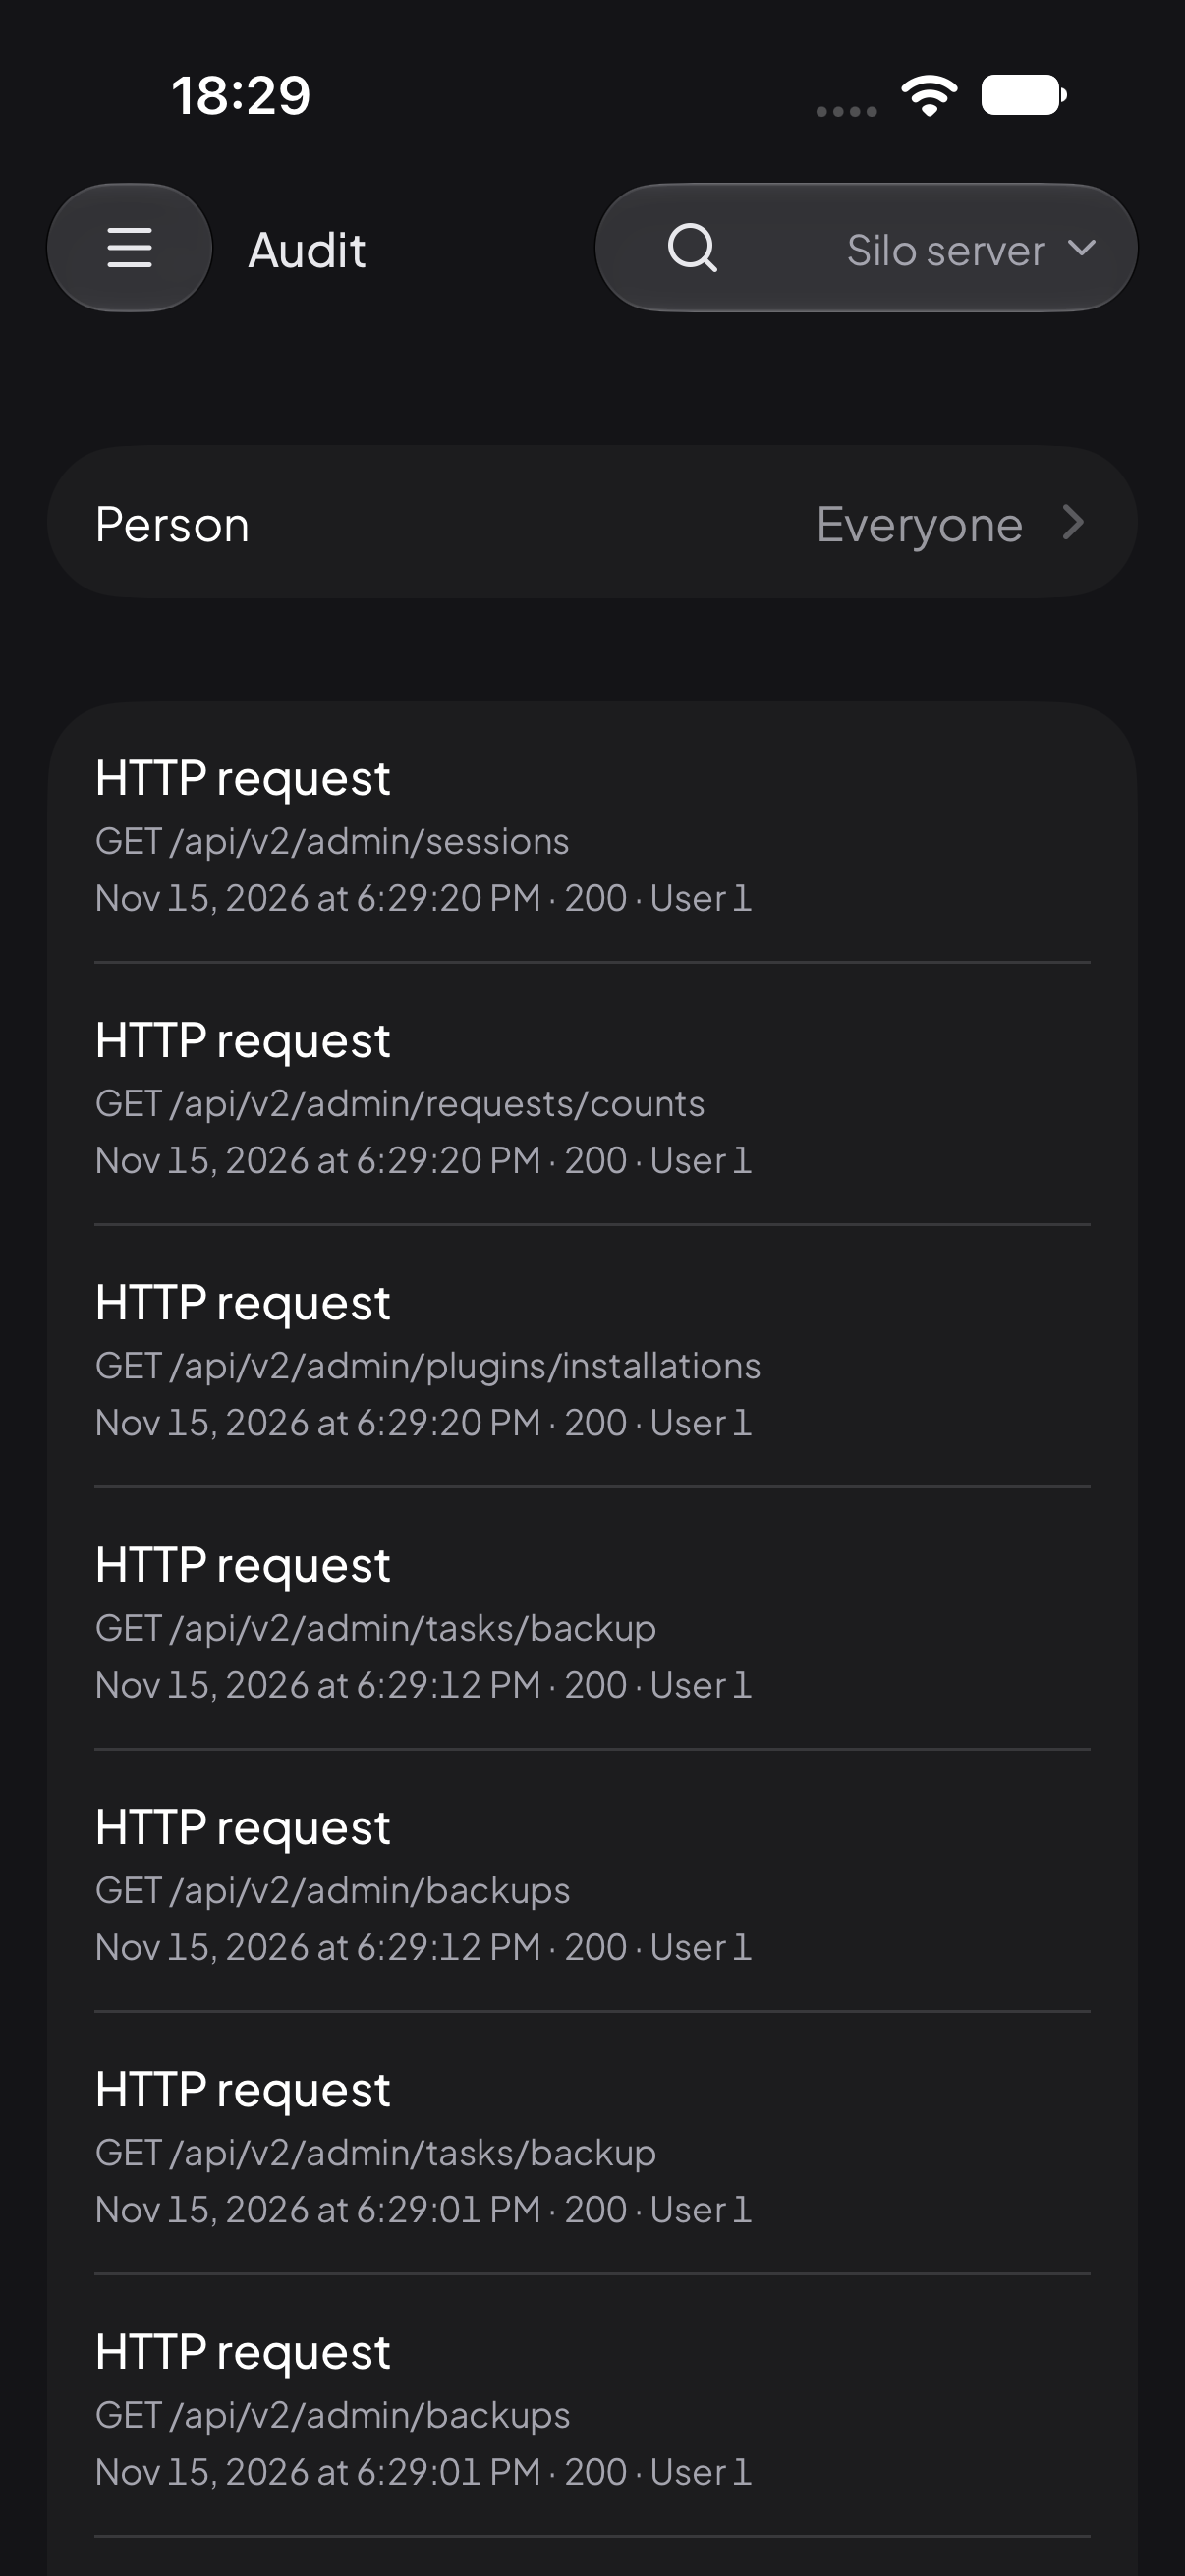 18:29
Audit
Silo server
Person
Everyone
HTTP request
GET /api/v2/admin/sessions
Nov 15, 2026 at 6:29:20 PM · 200 · User 1
HTTP request
GET /api/v2/admin/requests/counts
Nov 15, 2026 at 6:29:20 PM · 200 · User 1
HTTP request
GET /api/v2/admin/plugins/installations
Nov 15, 2026 at 6:29:20 PM · 200 · User 1
HTTP request
GET /api/v2/admin/tasks/backup
Nov 15, 2026 at 6:29:12 PM · 200 · User 1
HTTP request
GET /api/v2/admin/backups
Nov 15, 2026 at 6:29:12 PM · 200 · User 1
HTTP request
GET /api/v2/admin/tasks/backup
Nov 15, 2026 at 6:29:01 PM · 200 · User 1
HTTP request
GET /api/v2/admin/backups
Nov 15, 2026 at 6:29:01 PM · 200 · User 1